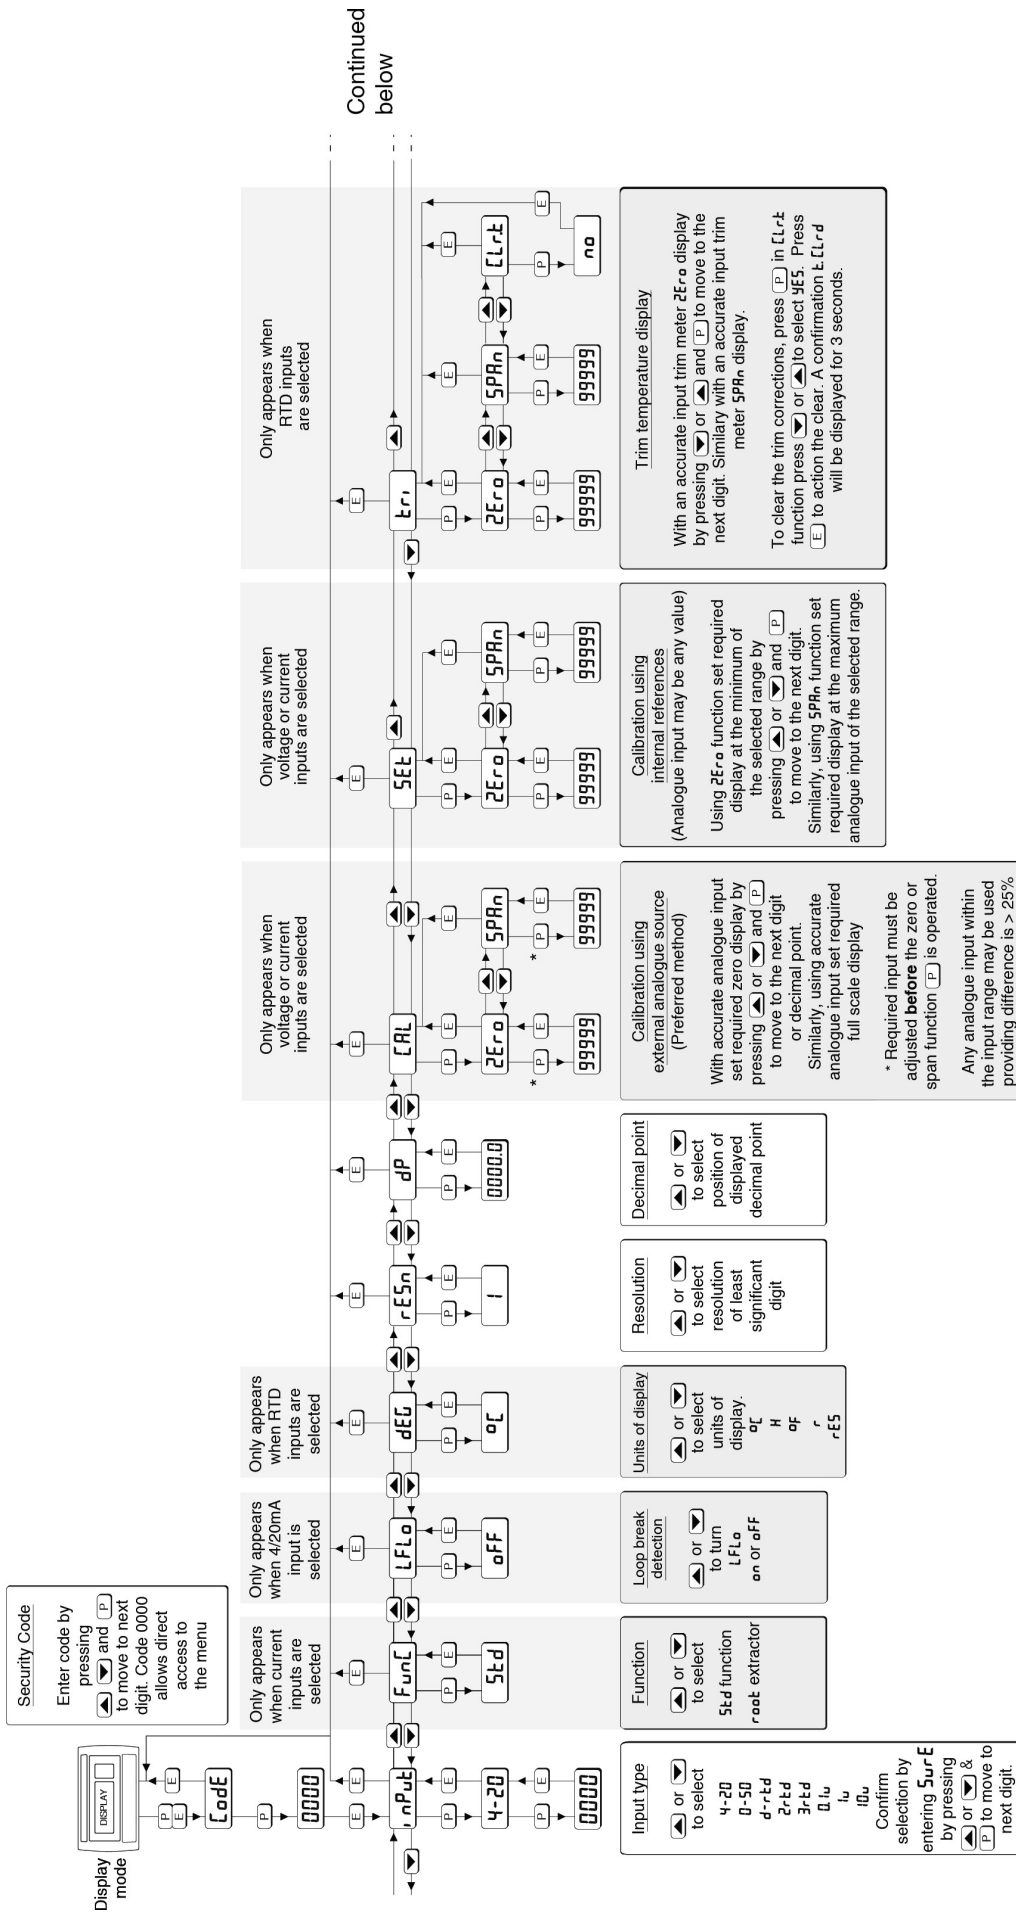 Display
mode
DISPLAY
P
E
E
CodE
P
0000
E
Security Code
Enter code by
pressing
▲ ▼ and P
to move to next
digit. Code 0000
allows direct
access to
the menu
Continued
below
E
inPut
P
E
4-20
P
E
0000
Input type
▲ or ▼
to select
4-20
0-50
d-rtd
2rtd
3rtd
0.1u
1u
10u
Confirm
selection by
entering SurE
by pressing
▲ or ▼ &
P to move to
next digit.
Only appears
when current
inputs are
selected
E
FunC
P
E
Std
Function
▲ or ▼
to select
Std function
root extractor
Only appears
when 4/20mA
input is
selected
E
LFLo
P
E
oFF
Loop break
detection
▲ or ▼
to turn
LFLo
on or oFF
Only appears
when RTD
inputs are
selected
E
dEG
P
E
oC
Units of display
▲ or ▼
to select
units of
display.
oC
H
oF
r
rES
E
rESn
P
E
1
Resolution
▲ or ▼
to select
resolution
of least
significant
digit
E
dP
P
E
0000.0
Decimal point
▲ or ▼
to select
position of
displayed
decimal point
Only appears when
voltage or current
inputs are selected
E
CAL
P
E
E
2Ero
SPAn
* P
E
* P
E
99999
99999
Calibration using
external analogue source
(Preferred method)
With accurate analogue input
set required zero display by
pressing ▲ or ▼ and P
to move to the next digit
or decimal point.
Similarly, using accurate
analogue input set required
full scale display
* Required input must be
adjusted before the zero or
span function P is operated.
Any analogue input within
the input range may be used
providing difference is > 25%
Only appears when
voltage or current
inputs are selected
E
SEt
P
E
E
2Ero
SPAn
P
E
P
E
99999
99999
Calibration using
internal references
(Analogue input may be any value)
Using 2Ero function set required
display at the minimum of
the selected range by
pressing ▲ or ▼ and P
to move to the next digit.
Similarly, using SPAn function set
required display at the maximum
analogue input of the selected range.
Only appears when
RTD inputs
are selected
E
tri
P
E
E
E
2Ero
SPAn
CLr.t
P
E
P
E
P
E
99999
99999
no
Trim temperature display
With an accurate input trim meter 2Ero display
by pressing ▼ or ▲ and P to move to the
next digit. Similary with an accurate input trim
meter SPAn display.
To clear the trim corrections, press P in CLr.t
function press ▼ or ▲ to select YES. Press
E to action the clear. A confirmation t.CLrd
will be displayed for 3 seconds.